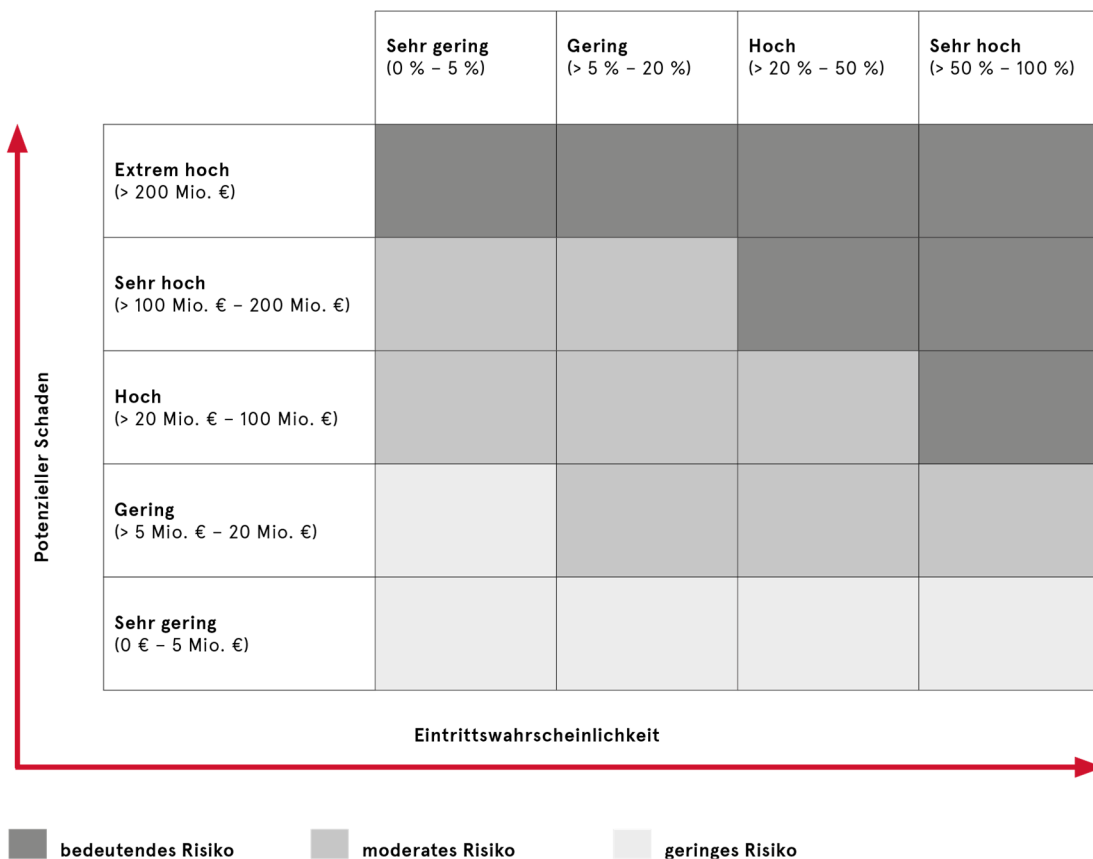 Sehr gering
(0 % – 5 %)
Gering
(> 5 % – 20 %)
Hoch
(> 20 % – 50 %)
Sehr hoch
(> 50 % – 100 %)
Extrem hoch
(> 200 Mio. €)
Sehr hoch
(> 100 Mio. € – 200 Mio. €)
Hoch
(> 20 Mio. € – 100 Mio. €)
Gering
(> 5 Mio. € – 20 Mio. €)
Sehr gering
(0 € – 5 Mio. €)
Potenzieller Schaden
Eintrittswahrscheinlichkeit
bedeutendes Risiko
moderates Risiko
geringes Risiko